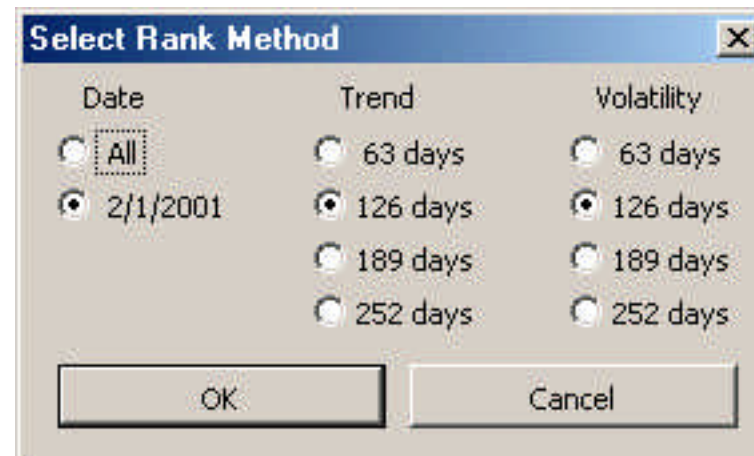 Select Rank Method
Date Trend Volatility
All 63 days 63 days
2/1/2001 126 days 126 days
189 days 189 days
252 days 252 days
OK Cancel